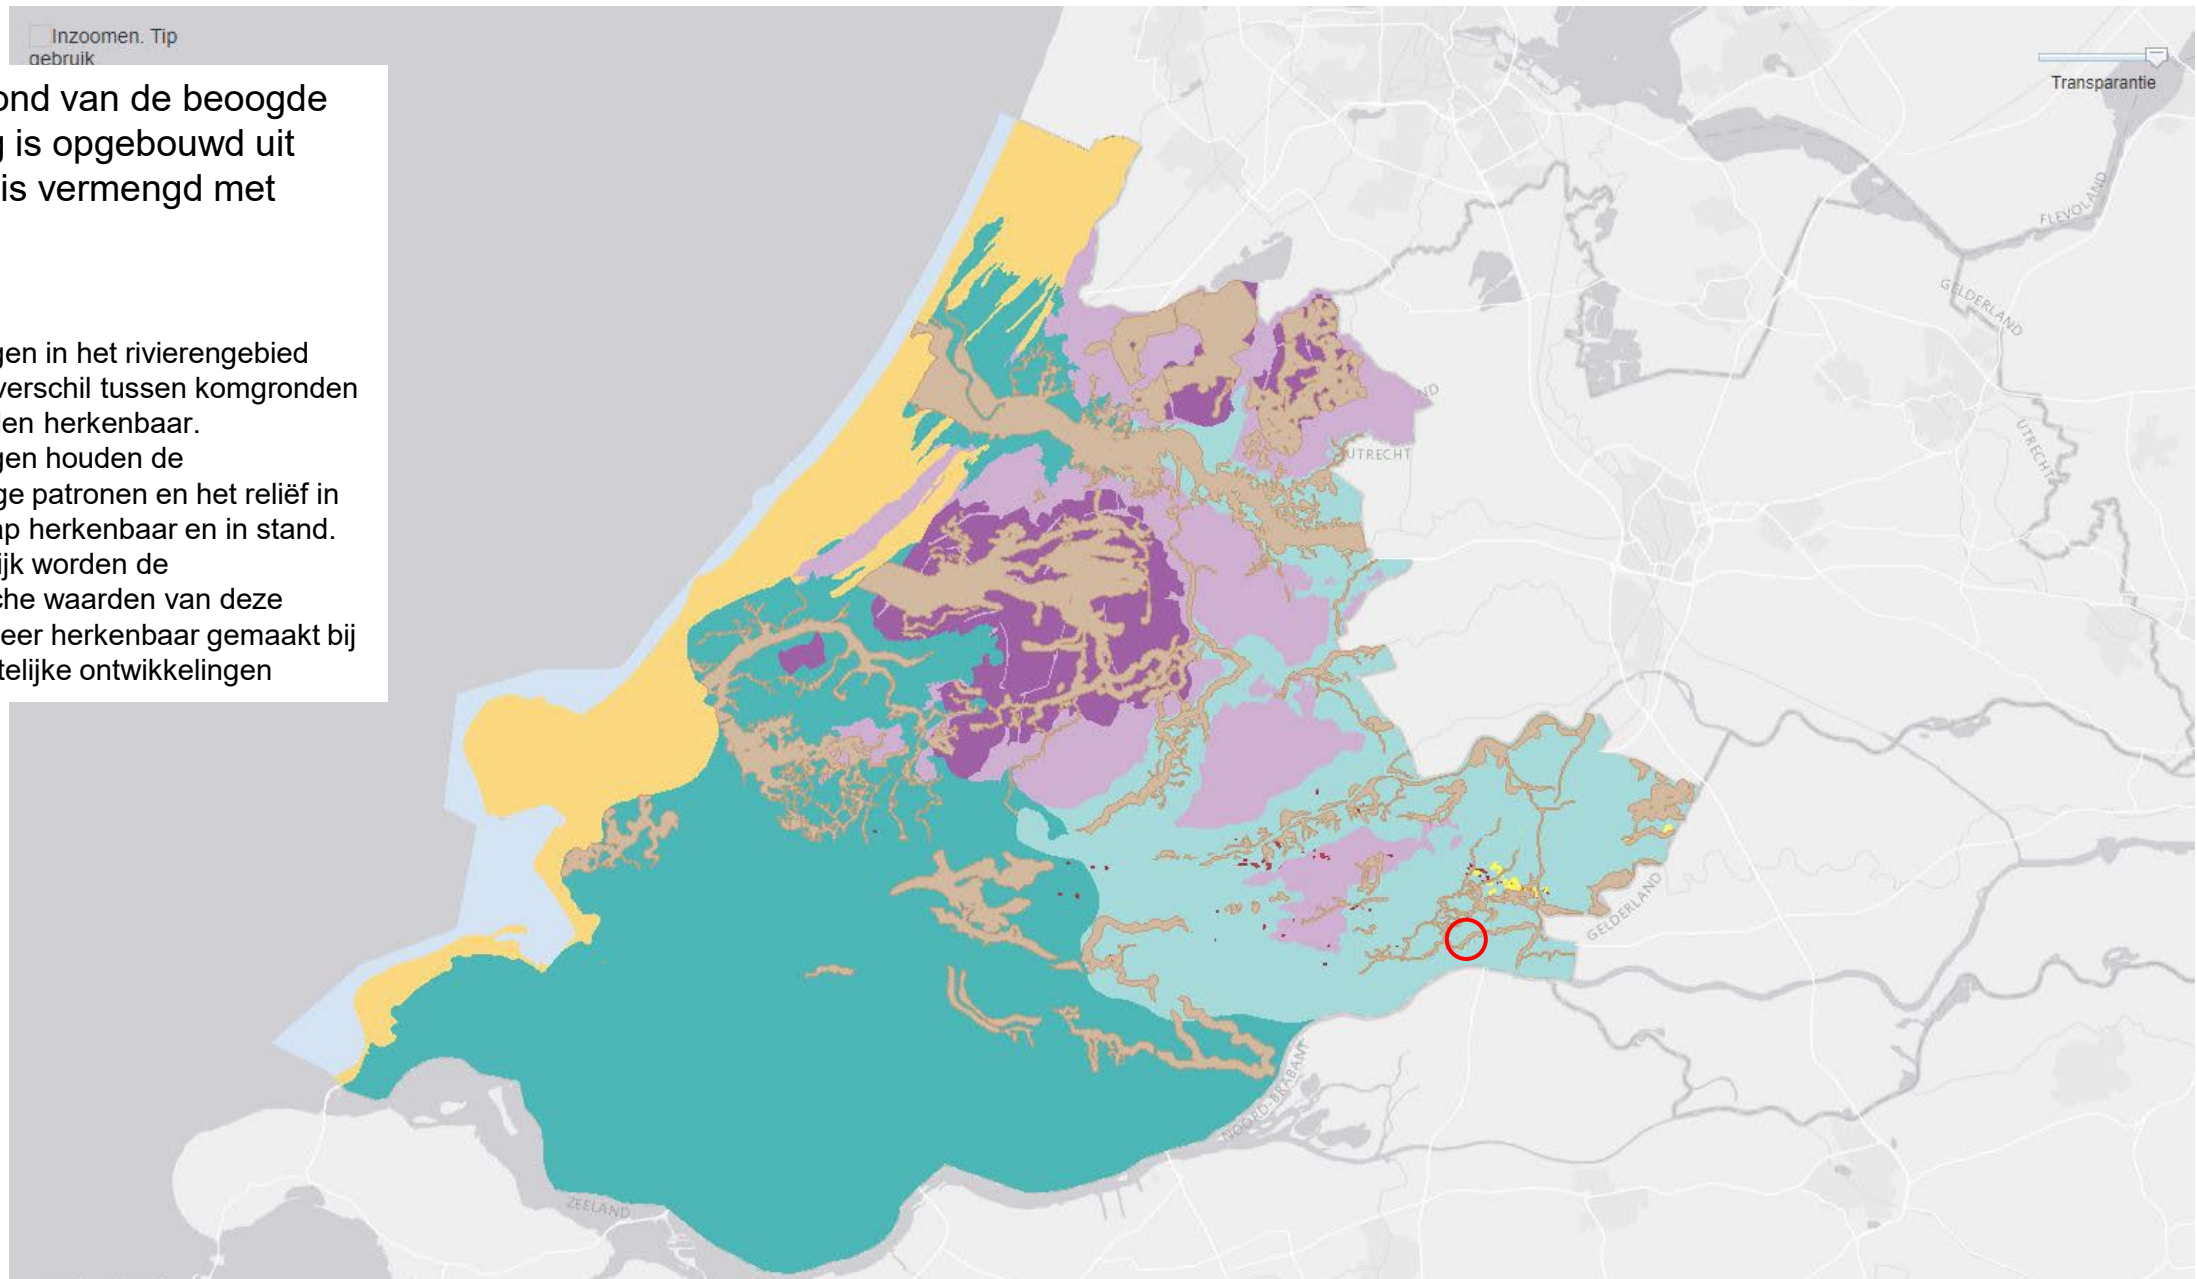 Inzoomen. Tip
gebruik
ond van de beoogde
g is opgebouwd uit
is vermengd met
gen in het rivierengebied
verschil tussen komgronden
den herkenbaar.
gen houden de
ge patronen en het reliëf in
ap herkenbaar en in stand.
ijk worden de
che waarden van deze
eer herkenbaar gemaakt bij
telijke ontwikkelingen
Transparantie
FLEVOLAND
GELDERLAND
UTRECHT
ND
UTRECHT
GELDERLAND
NOORD-BRABANT
ZEELAND